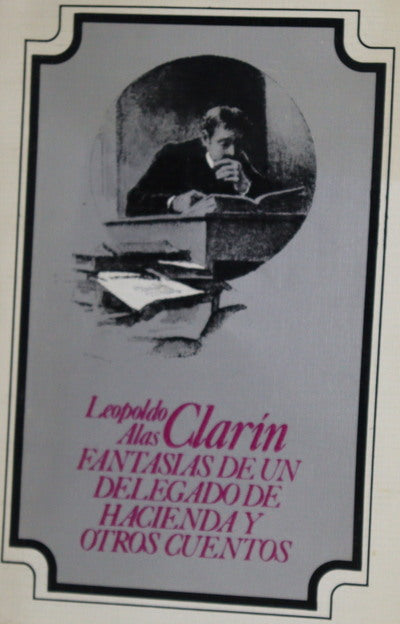 Leopoldo
Alas Clarín
FANTASIAS DE UN
DELEGADO DE
HACIENDA Y
OTROS CUENTOS